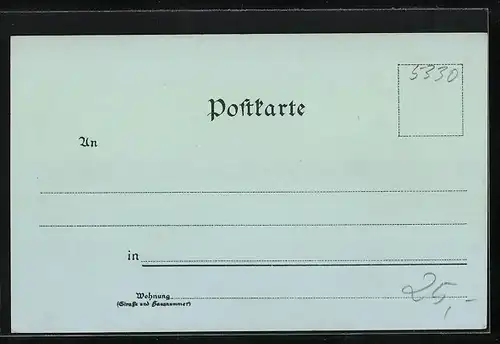 5330
Postkarte
An
in
Wohnung
(Straße und Hausnummer)
25,-